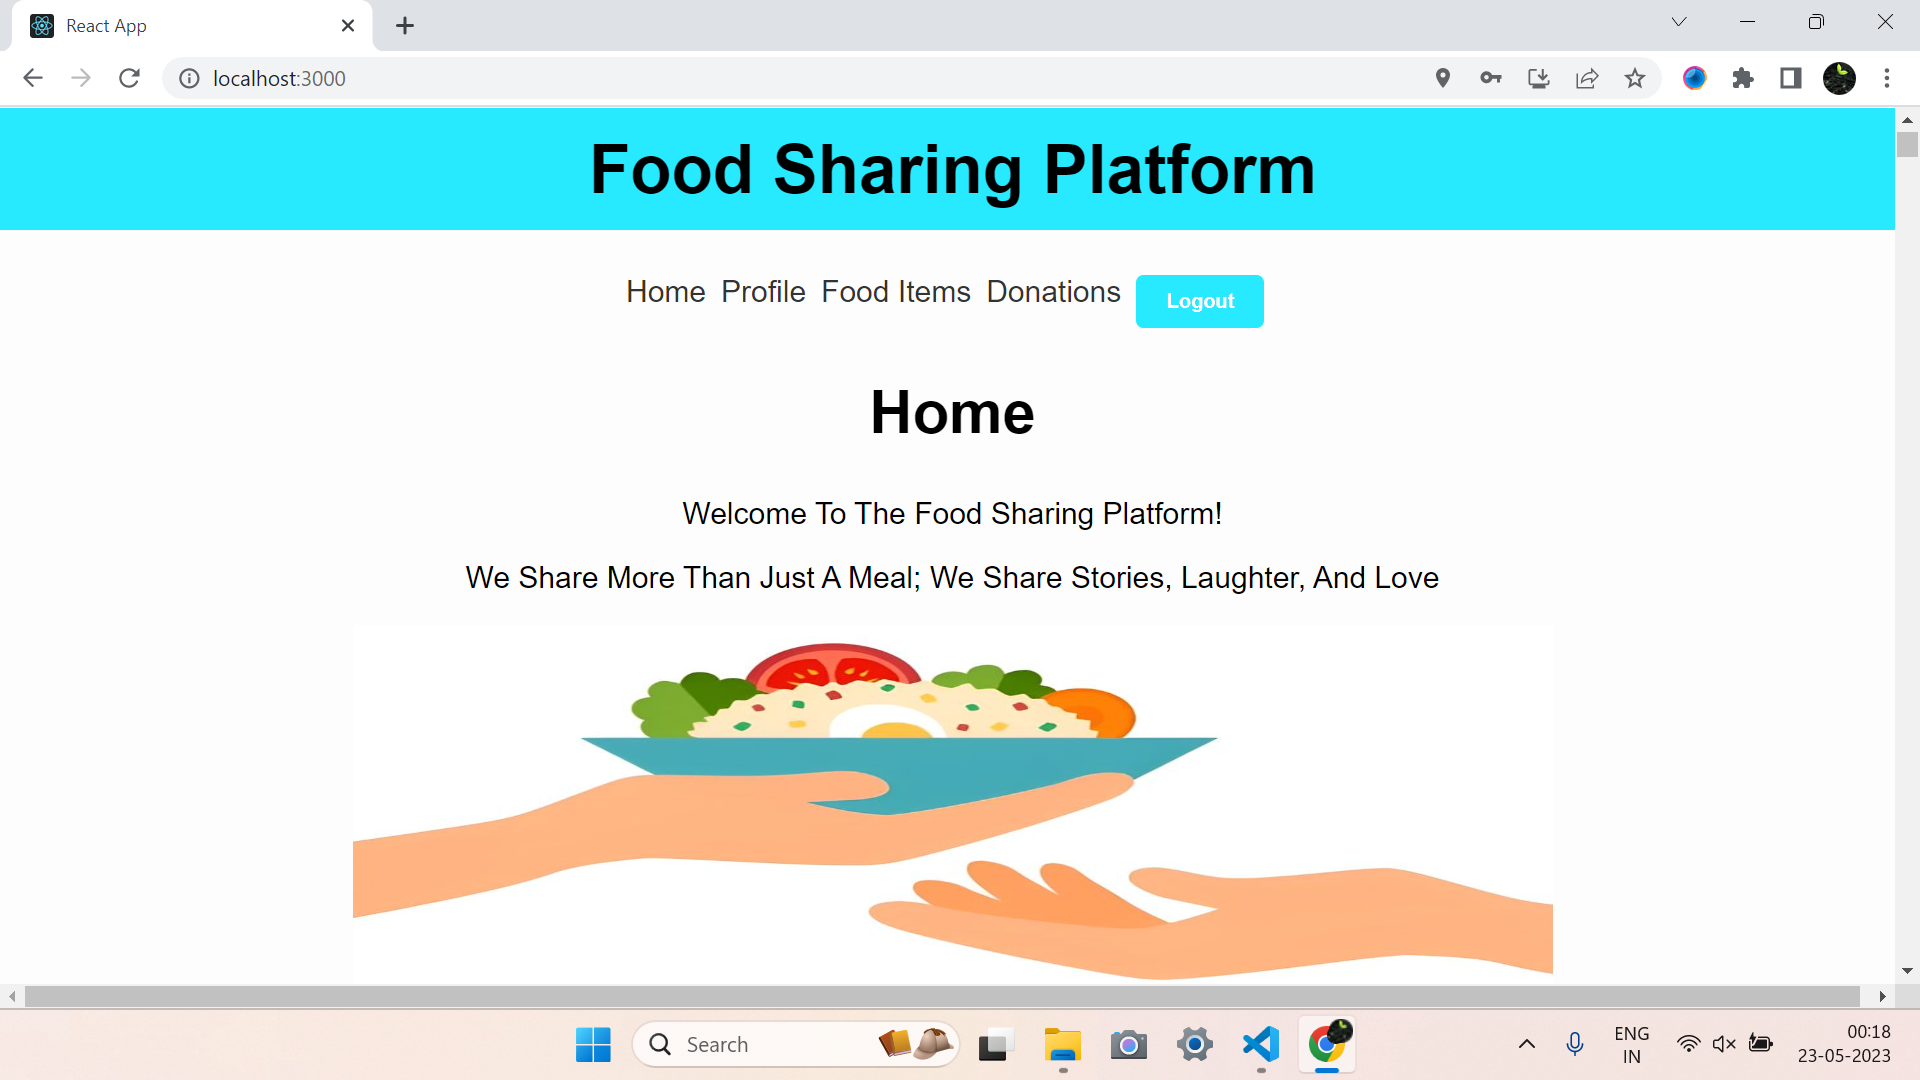 React App
localhost:3000
Food Sharing Platform
Home Profile Food Items Donations Logout
Home
Welcome To The Food Sharing Platform!
We Share More Than Just A Meal; We Share Stories, Laughter, And Love
Search
ENG
IN
00:18
23-05-2023